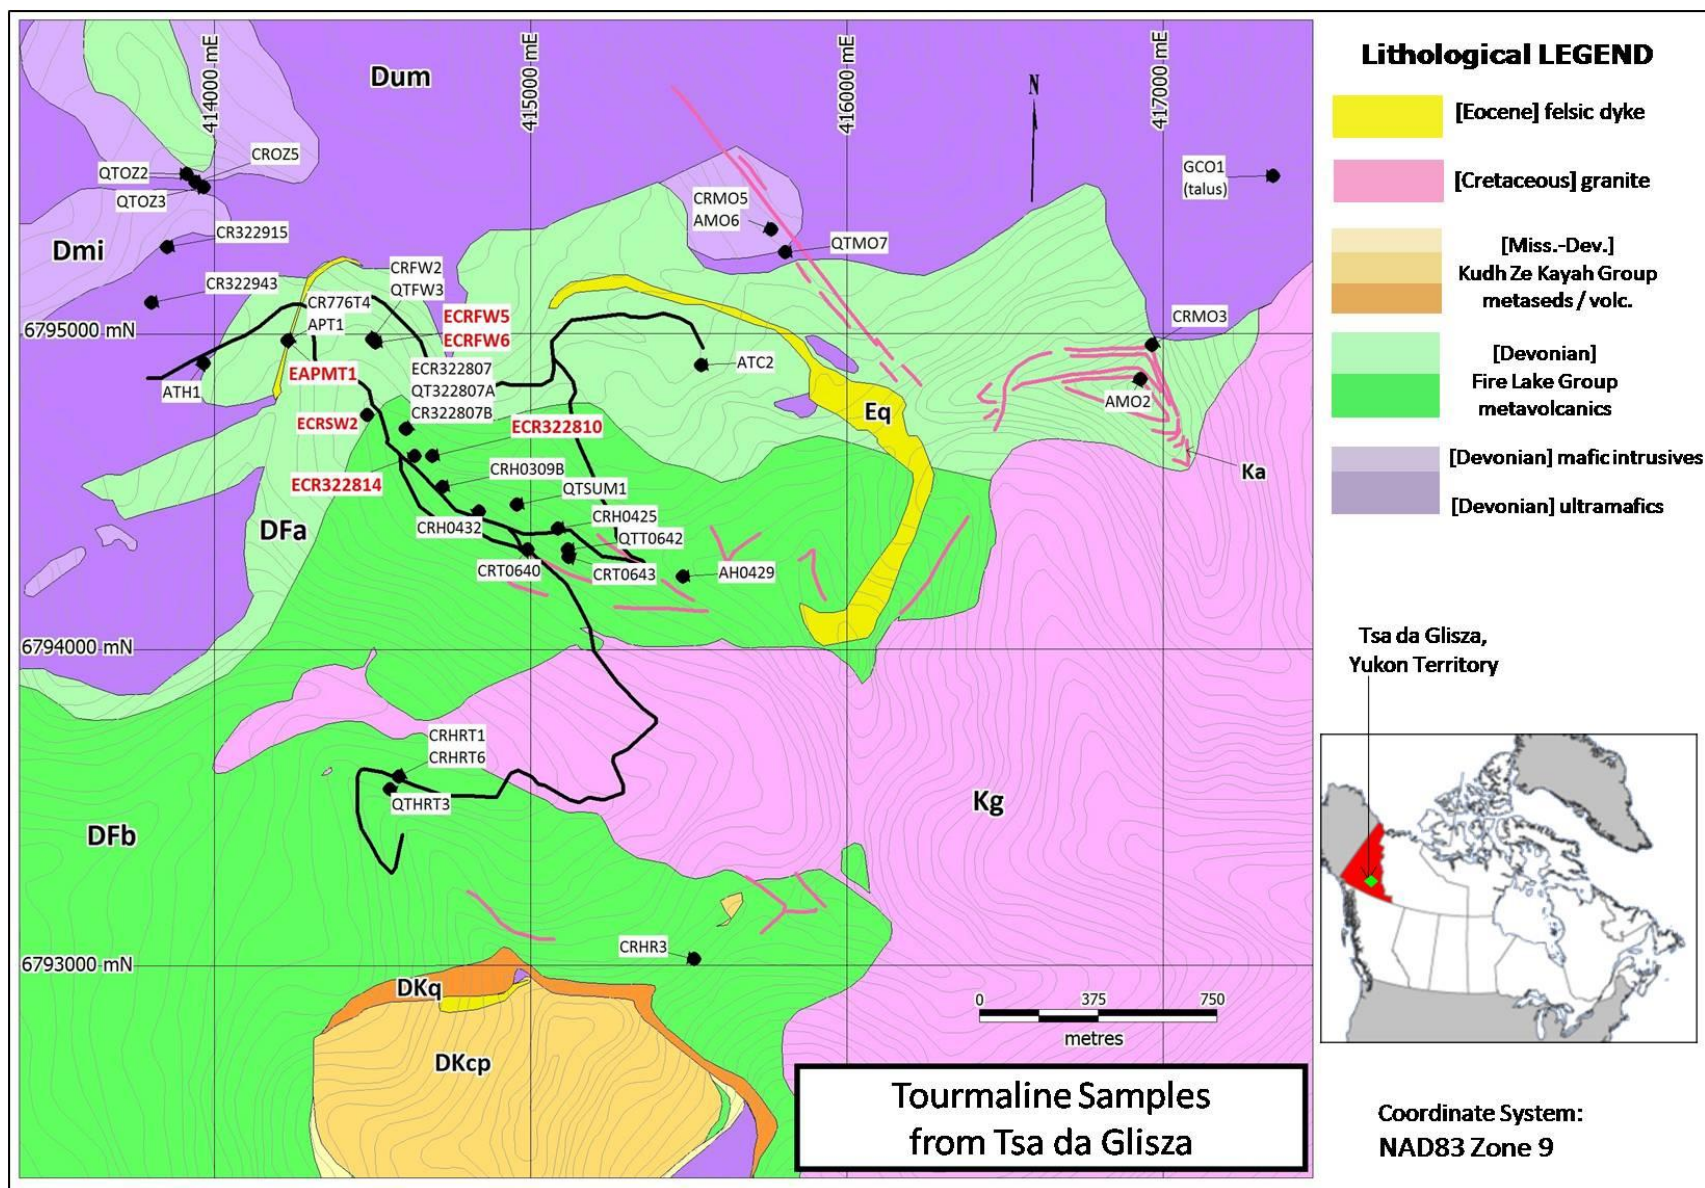 Dum
414000 mE
415000 mE
416000 mE
417000 mE
N
CROZ5
QTOZ2
QTOZ3
GCO1
(talus)
CRMO5
AMO6
QTMO7
CR322915
Dmi
CR322943
CRFW2
QTFW3
CR776T4
APT1
ECRFW5
ECRFW6
6795000 mN
CRMO3
ATH1
EAPMT1
ECR322807
QT322807A
CR322807B
ATC2
AMO2
Eq
ECRSW2
ECR322810
Ka
CRH0309B
ECR322814
QTSUM1
DFa
CRH0432
CRH0425
QTT0642
CRT0640
CRT0643
AH0429
6794000 mN
CRHRT1
CRHRT6
QTHRT3
Kg
DFb
CRHR3
6793000 mN
DKq
0 375 750
metres
DKcp
Tourmaline Samples
from Tsa da Glisza
Lithological LEGEND
[Eocene] felsic dyke
[Cretaceous] granite
[Miss.-Dev.]
Kudh Ze Kayah Group
metaseds / volc.
[Devonian]
Fire Lake Group
metavolcanics
[Devonian] mafic intrusives
[Devonian] ultramafics
Tsa da Glisza,
Yukon Territory
Coordinate System:
NAD83 Zone 9